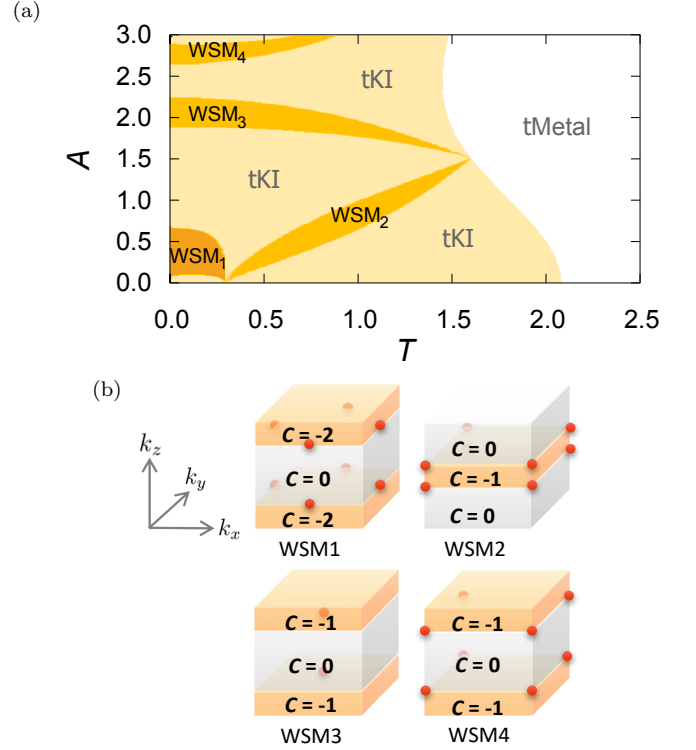 (a)
3.0
2.5
2.0
1.5
1.0
0.5
0.0
A
WSM4
tKI
WSM3
tMetal
tKI
WSM2
tKI
WSM1
0.0 0.5 1.0 1.5 2.0 2.5
T
(b)
kz
ky
kx
C = -2
C = 0
C = -2
WSM1
C = 0
C = -1
C = 0
WSM2
C = -1
C = 0
C = -1
WSM3
C = -1
C = 0
C = -1
WSM4